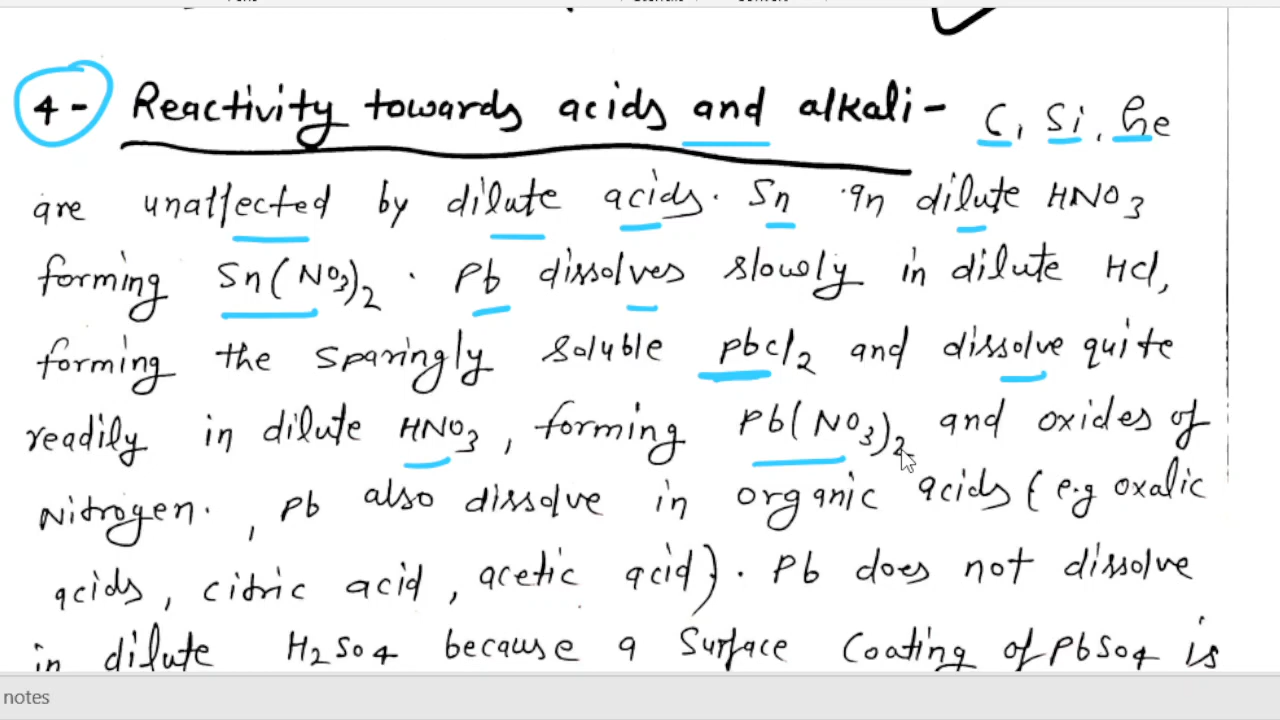 4- Reactivity towards acids and alkali - C, Si, Ge
are unaffected by dilute acids. Sn in dilute HNO3
forming Sn(NO3)2 . Pb dissolves slowly in dilute HCl,
forming the sparingly soluble pbcl2 and dissolve quite
readily in dilute HNO3, forming Pb(NO3)2 and oxides of
Nitrogen. , Pb also dissolve in organic acids (e.g oxalic
acids, citric acid, acetic acid). Pb does not dissolve
in dilute H2SO4 because a Surface Coating of PbSO4 is
notes